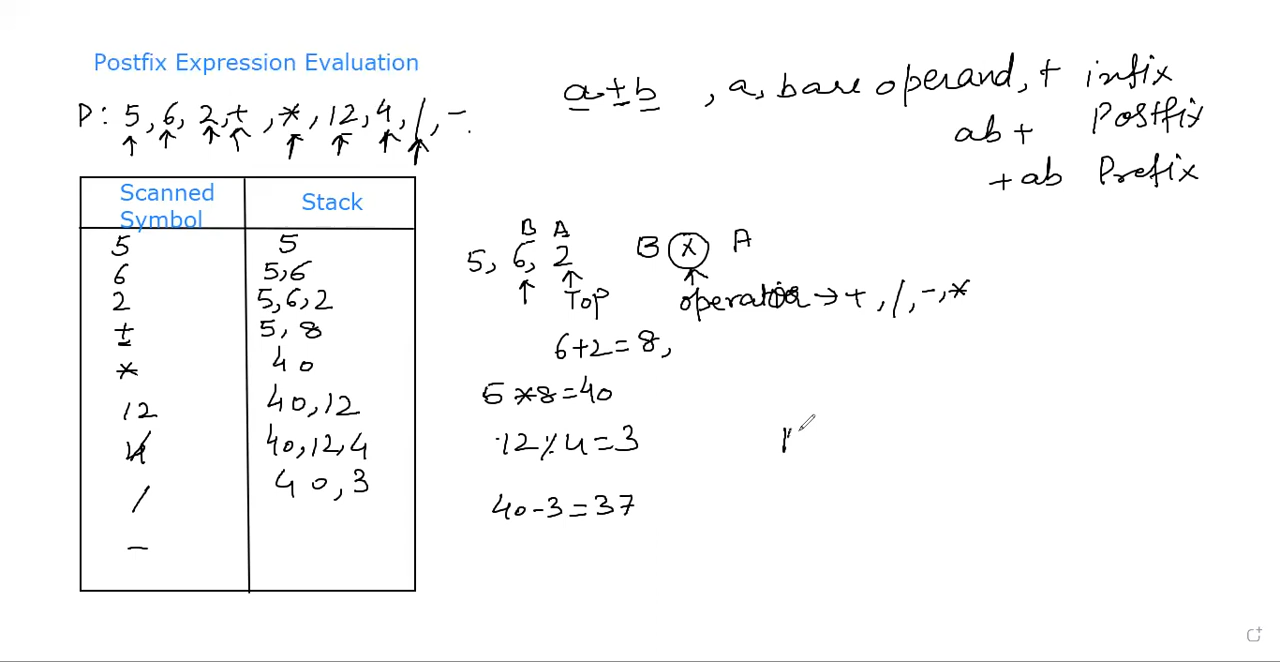 Postfix Expression Evaluation
P: 5, 6, 2, +, *, 12, 4, /, -.
a+b, a, b are operand, + infix
ab+ Postfix
+ab Prefix
Scanned Symbol Stack
5 5
6 5,6
2 5,6,2
+ 5, 8
* 40
12 40,12
4 40,12,4
/ 40,3
-
B A
5, 6, 2 B * A
Top → +, /, -, *
6+2=8,
5*8=40
12/4=3
40-3=37